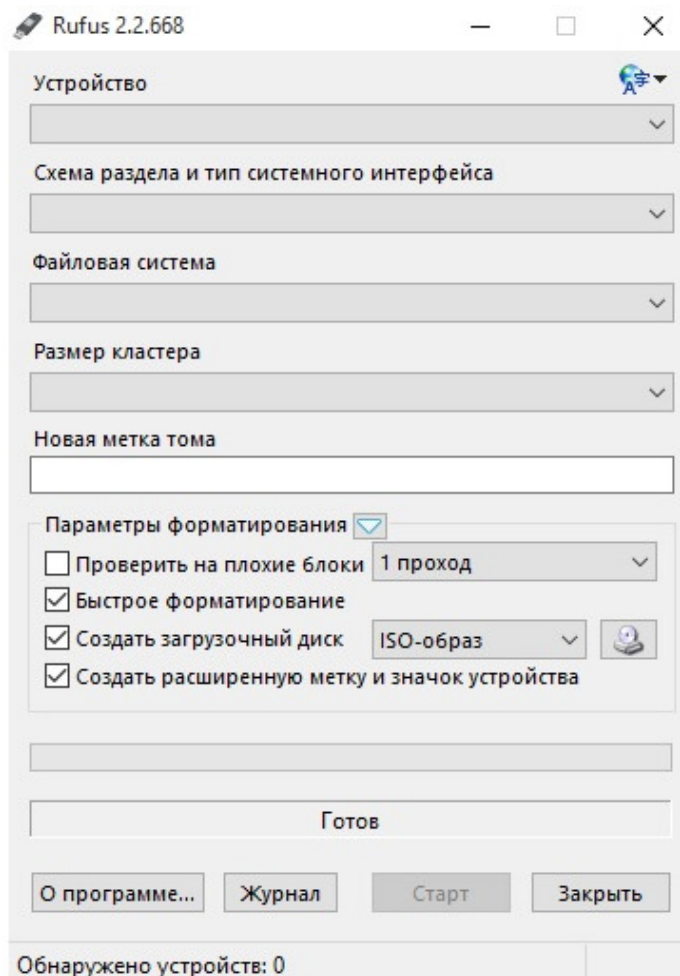 Rufus 2.2.668
Устройство
Схема раздела и тип системного интерфейса
Файловая система
Размер кластера
Новая метка тома
Параметры форматирования
Проверить на плохие блоки 1 проход
Быстрое форматирование
Создать загрузочный диск ISO-образ
Создать расширенную метку и значок устройства
Готов
О программе... Журнал Старт Закрыть
Обнаружено устройств: 0